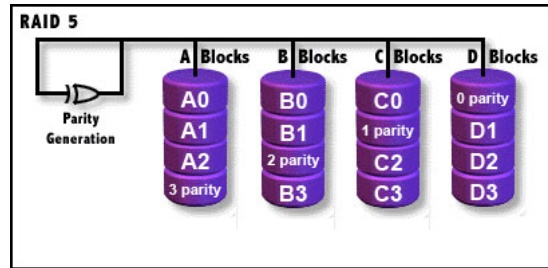 RAID 5
A Blocks B Blocks C Blocks D Blocks
Parity
Generation
A0 B0 C0 0 parity
A1 B1 1 parity D1
A2 2 parity C2 D2
3 parity B3 C3 D3